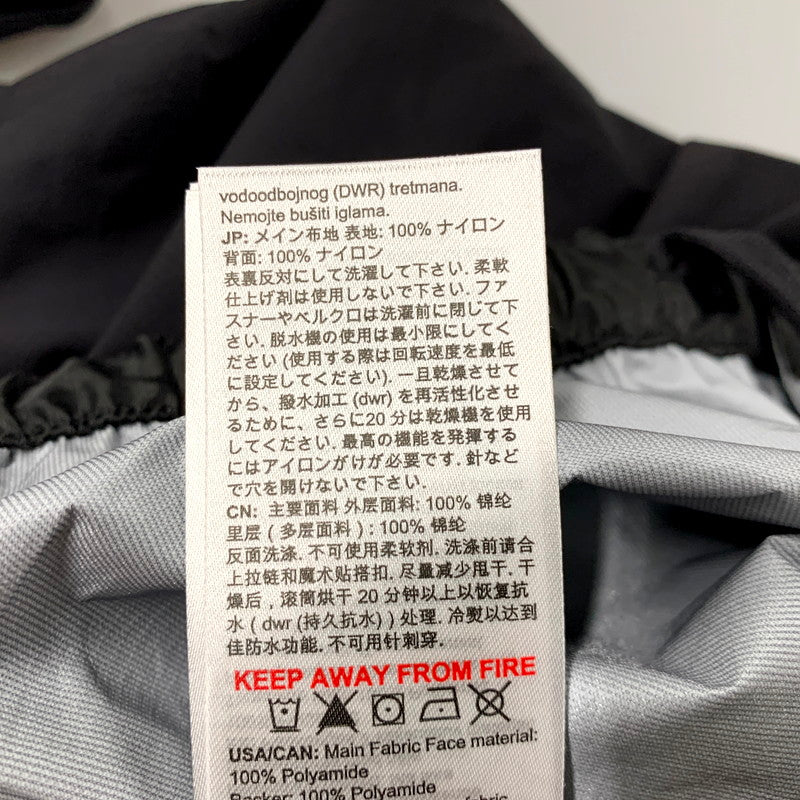 vodoodbojnog (DWR) tretmana.
Nemojte bušiti iglama.
JP: メイン布地 表地: 100% ナイロン
背面: 100% ナイロン
表裏反対にして洗濯して下さい. 柔軟
仕上げ剤は使用しないで下さい. ファ
スナーやベルクロは洗濯前に閉じて下
さい. 脱水機の使用は最小限にしてく
ださい (使用する際は回転速度を最低
に設定してください). 一旦乾燥させて
から、撥水加工 (dwr) を再活性化させ
るために、さらに20 分は乾燥機を使用
してください. 最高の機能を発揮する
にはアイロンがけが必要です. 針など
で穴を開けないで下さい.
CN: 主要面料 外层面料: 100% 锦纶
里层 ( 多层面料 ) : 100% 锦纶
反面洗涤. 不可使用柔软剂. 洗涤前请合
上拉链和魔术贴搭扣. 尽量减少甩干. 干
燥后 , 滚筒烘干 20 分钟以上以恢复抗
水 ( dwr (持久抗水) ) 处理. 冷熨以达到
佳防水功能. 不可用针刺穿.
KEEP AWAY FROM FIRE
USA/CAN: Main Fabric Face material:
100% Polyamide
Backer: 100% Polyamide
fabric